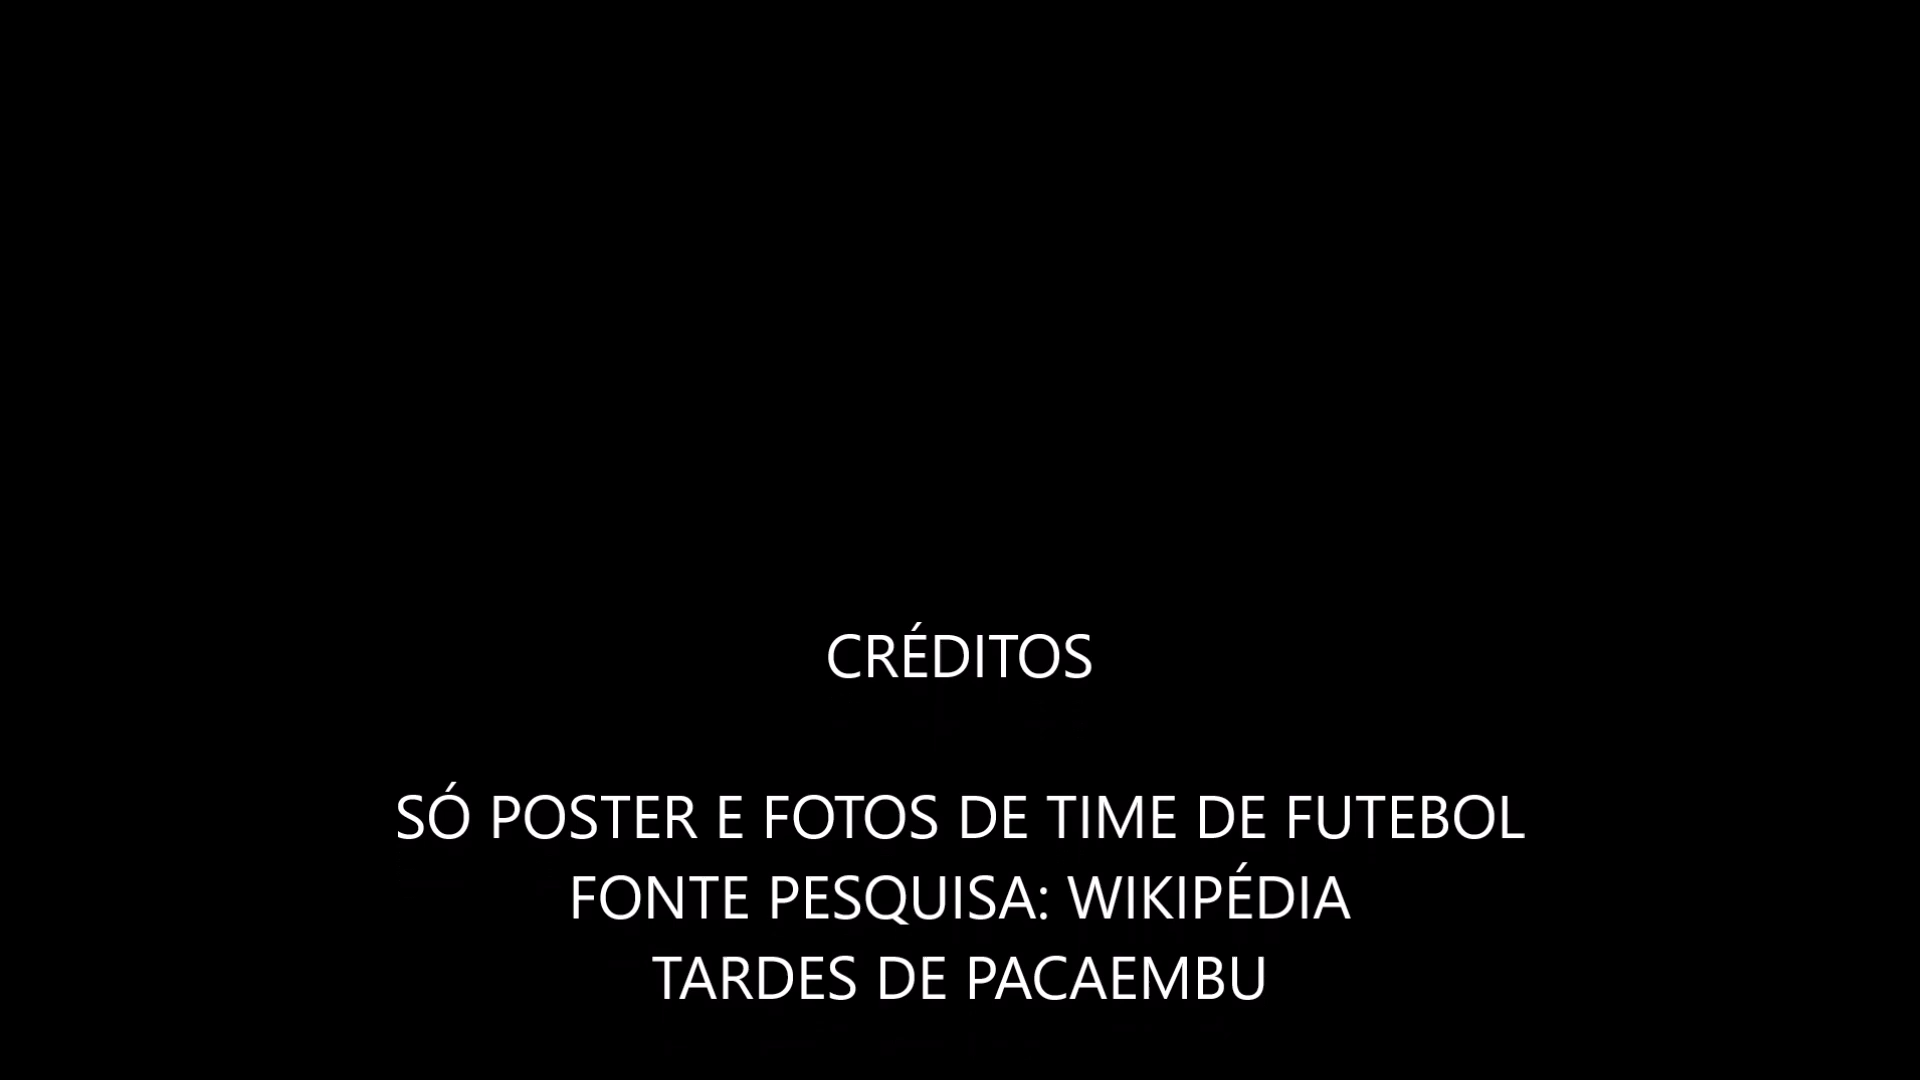 CRÉDITOS
SÓ POSTER E FOTOS DE TIME DE FUTEBOL
FONTE PESQUISA: WIKIPÉDIA
TARDES DE PACAEMBU